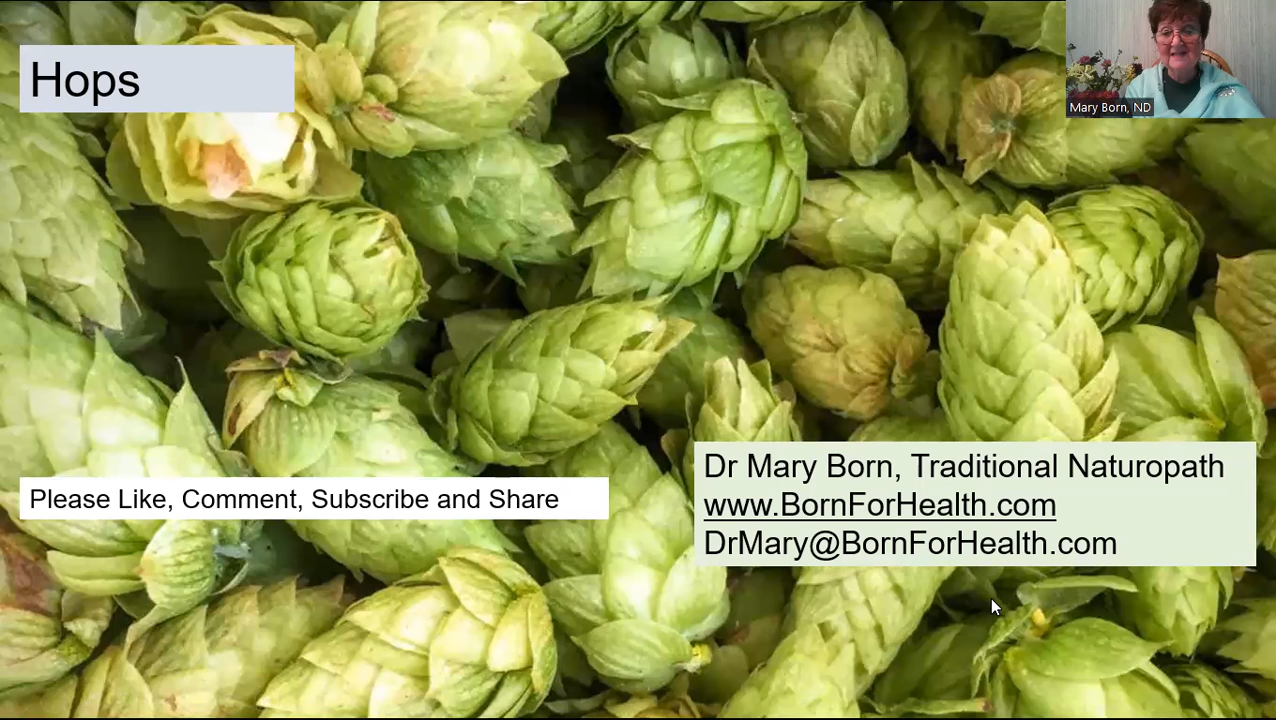 Hops
Mary Born, ND
Please Like, Comment, Subscribe and Share
Dr Mary Born, Traditional Naturopath
www.BornForHealth.com
DrMary@BornForHealth.com